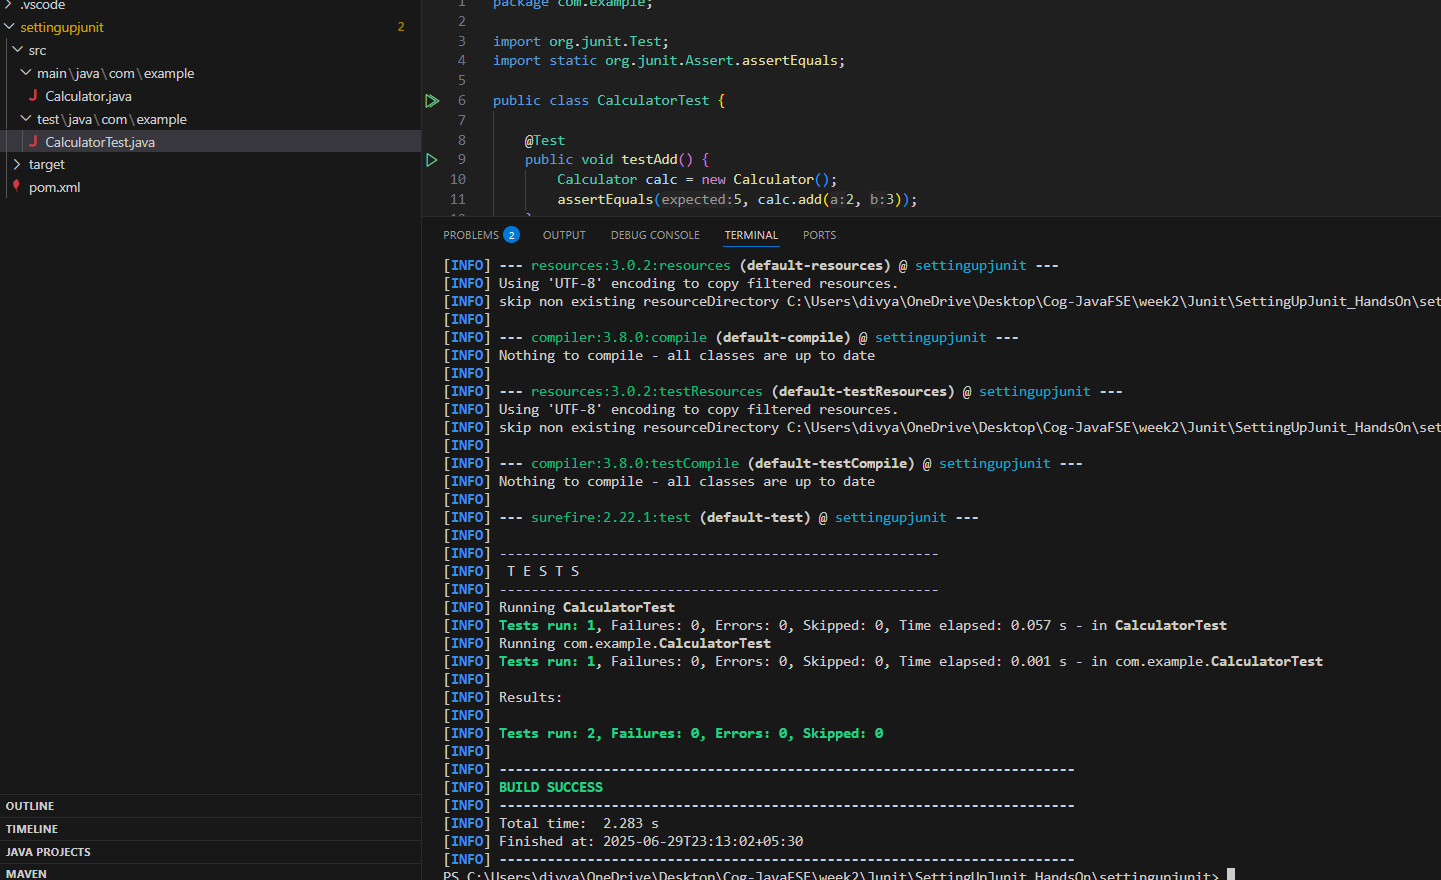 .vscode
settingupjunit 2
src
main\java\com\example
Calculator.java
test\java\com\example
CalculatorTest.java
target
pom.xml
OUTLINE
TIMELINE
JAVA PROJECTS
MAVEN
1 package com.example;
2
3 import org.junit.Test;
4 import static org.junit.Assert.assertEquals;
5
6 public class CalculatorTest {
7
8 @Test
9 public void testAdd() {
10 Calculator calc = new Calculator();
11 assertEquals(expected:5, calc.add(a:2, b:3));
PROBLEMS 2 OUTPUT DEBUG CONSOLE TERMINAL PORTS
[INFO] --- resources:3.0.2:resources (default-resources) @ settingupjunit ---
[INFO] Using 'UTF-8' encoding to copy filtered resources.
[INFO] skip non existing resourceDirectory C:\Users\divya\OneDrive\Desktop\Cog-JavaFSE\week2\Junit\SettingUpJunit_HandsOn\set
[INFO]
[INFO] --- compiler:3.8.0:compile (default-compile) @ settingupjunit ---
[INFO] Nothing to compile - all classes are up to date
[INFO]
[INFO] --- resources:3.0.2:testResources (default-testResources) @ settingupjunit ---
[INFO] Using 'UTF-8' encoding to copy filtered resources.
[INFO] skip non existing resourceDirectory C:\Users\divya\OneDrive\Desktop\Cog-JavaFSE\week2\Junit\SettingUpJunit_HandsOn\set
[INFO]
[INFO] --- compiler:3.8.0:testCompile (default-testCompile) @ settingupjunit ---
[INFO] Nothing to compile - all classes are up to date
[INFO]
[INFO] --- surefire:2.22.1:test (default-test) @ settingupjunit ---
[INFO]
[INFO] -------------------------------------------------------
[INFO]  T E S T S
[INFO] -------------------------------------------------------
[INFO] Running CalculatorTest
[INFO] Tests run: 1, Failures: 0, Errors: 0, Skipped: 0, Time elapsed: 0.057 s - in CalculatorTest
[INFO] Running com.example.CalculatorTest
[INFO] Tests run: 1, Failures: 0, Errors: 0, Skipped: 0, Time elapsed: 0.001 s - in com.example.CalculatorTest
[INFO]
[INFO] Results:
[INFO]
[INFO] Tests run: 2, Failures: 0, Errors: 0, Skipped: 0
[INFO]
[INFO] ------------------------------------------------------------------------
[INFO] BUILD SUCCESS
[INFO] ------------------------------------------------------------------------
[INFO] Total time:  2.283 s
[INFO] Finished at: 2025-06-29T23:13:02+05:30
[INFO] ------------------------------------------------------------------------
PS C:\Users\divya\OneDrive\Desktop\Cog-JavaFSE\week2\Junit\SettingUpJunit_HandsOn\settingupjunit>